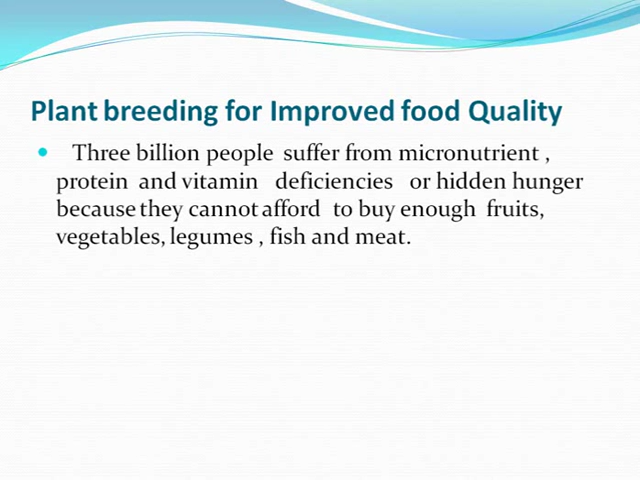 Plant breeding for Improved food Quality
Three billion people suffer from micronutrient ,
protein and vitamin deficiencies or hidden hunger
because they cannot afford to buy enough fruits,
vegetables, legumes , fish and meat.